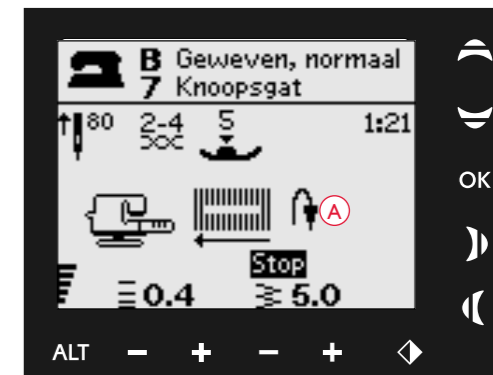 B Geweven, normaal
7 Knoopsgat
80 2-4 5 1:21
A
Stop
0.4 5.0
OK
ALT - + - +